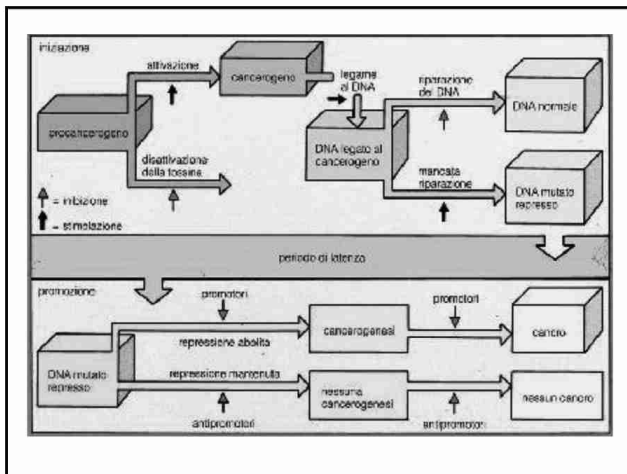 iniziazione
attivazione
cancerogeno
legame
al DNA
riparazione
del DNA
DNA normale
procancerogeno
disattivazione
della tossina
DNA legato al
cancerogeno
mancata
riparazione
DNA mutato
represso
= inibizione
= stimolazione
periodo di latenza
promozione
promotori
promotori
repressione abolita
cancerogenesi
cancro
DNA mutato
represso
repressione mantenuta
nessuna
cancerogenesi
nessun cancro
antipromotori
antipromotori